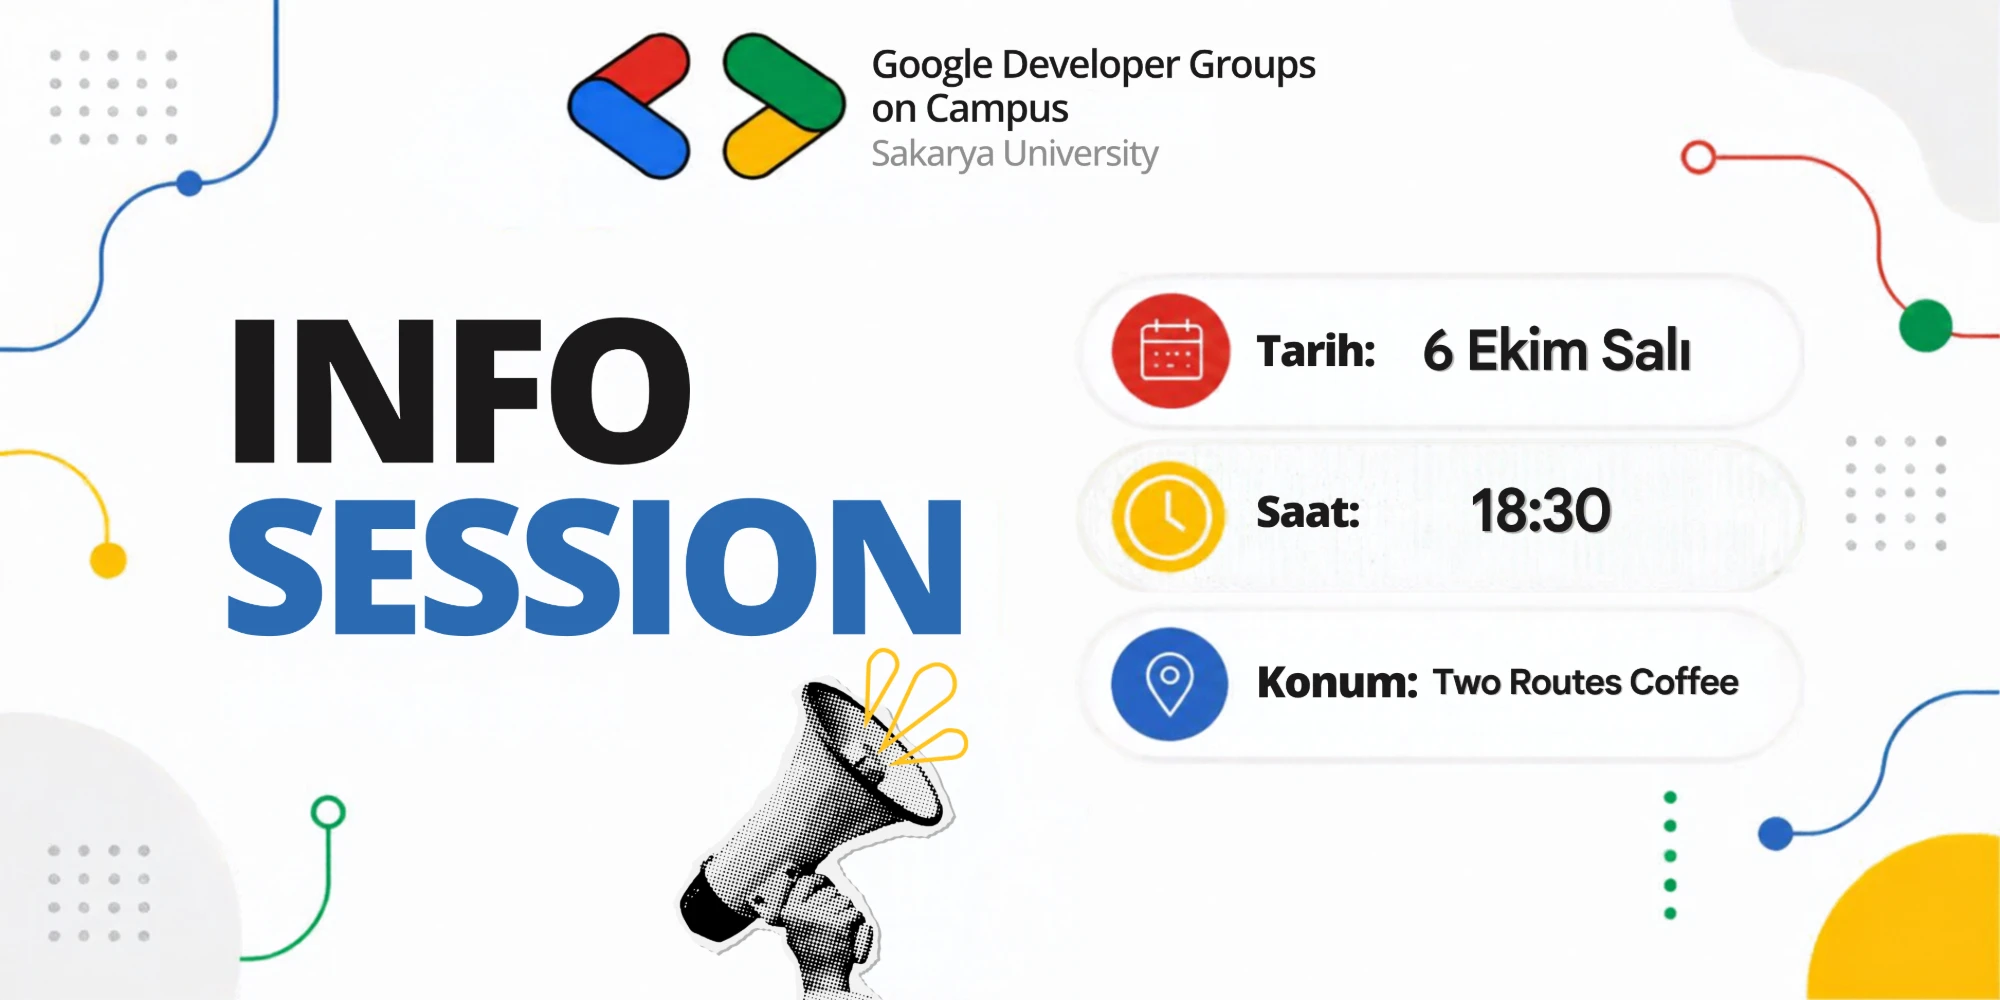 Google Developer Groups
on Campus
Sakarya University
INFO
SESSION
Tarih: 6 Ekim Salı
Saat: 18:30
Konum: Two Routes Coffee